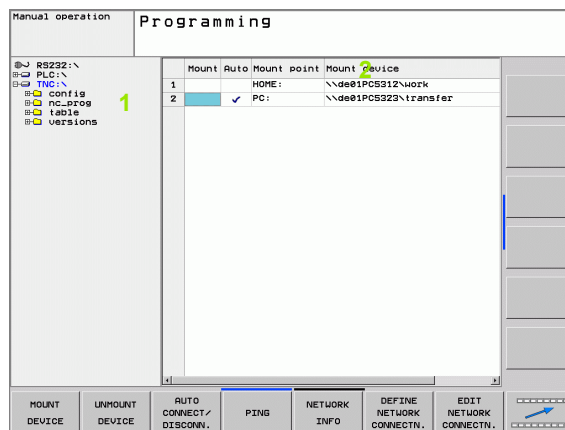 Manual operation
Programming
RS232:\
PLC:\
TNC:\
config
nc_prog
table
versions
1
Mount Auto Mount point Mount device
2
1 HOME: \\de01PC5312\work
2 PC: \\de01PC5323\transfer
MOUNT DEVICE
UNMOUNT DEVICE
AUTO CONNECT/ DISCONN.
PING
NETWORK INFO
DEFINE NETWORK CONNECTN.
EDIT NETWORK CONNECTN.